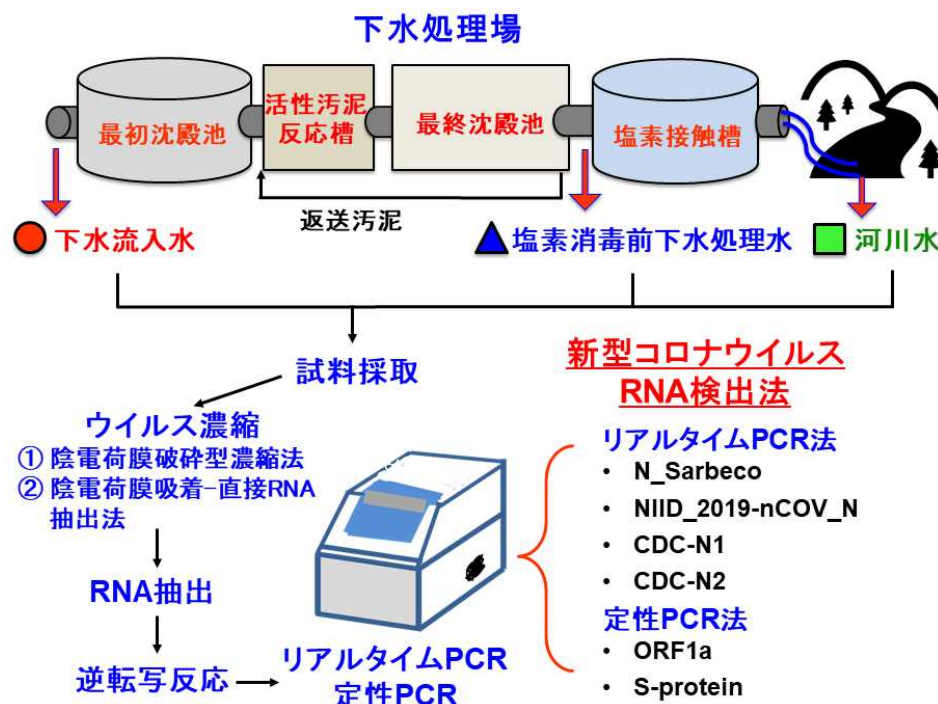 下水処理場
最初沈殿池
活性汚泥
反応槽
最終沈殿池
塩素接触槽
返送汚泥
下水流入水
塩素消毒前下水処理水
河川水
試料採取
ウイルス濃縮
① 陰電荷膜破砕型濃縮法
② 陰電荷膜吸着-直接RNA
抽出法
RNA抽出
逆転写反応
リアルタイムPCR
定性PCR
新型コロナウイルス
RNA検出法
リアルタイムPCR法
• N_Sarbeco
• NIID_2019-nCOV_N
• CDC-N1
• CDC-N2
定性PCR法
• ORF1a
• S-protein